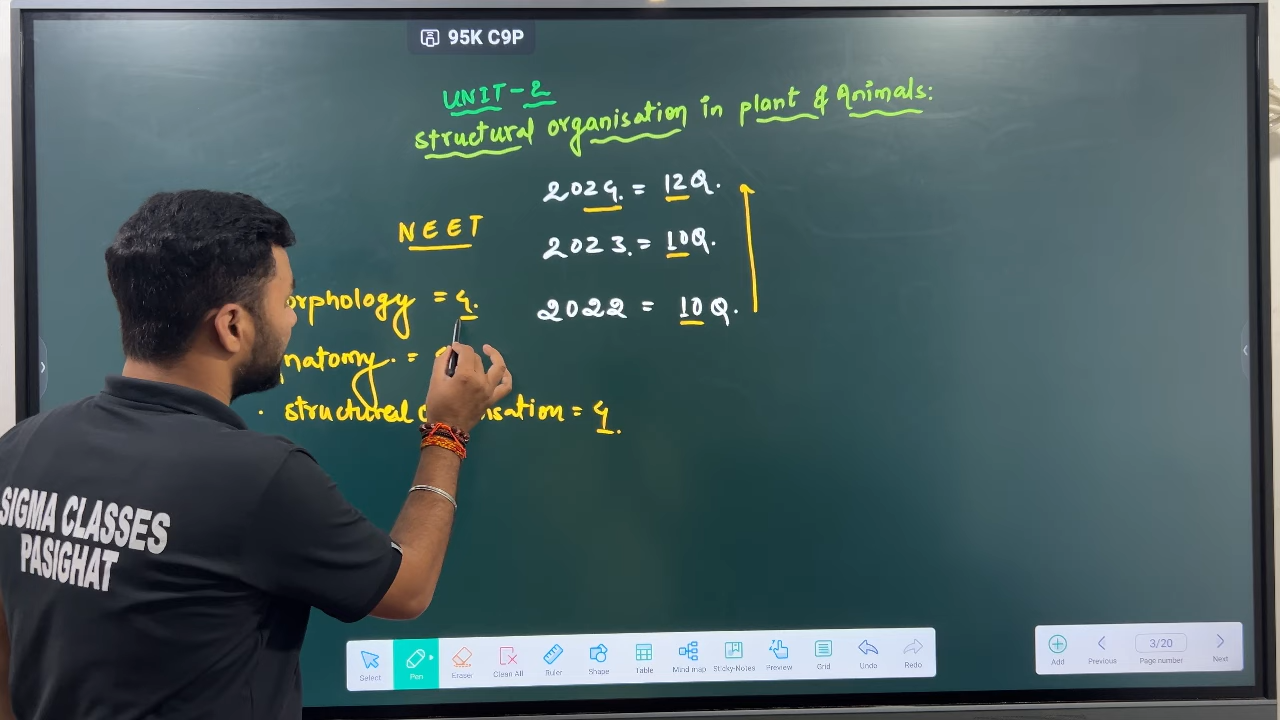 95K C9P
UNIT-2
structural organisation in plant & Animals:
2024. = 12Q.
NEET
2023. = 10Q.
orphology = 4.
2022 = 10Q.
natomy. =
. structural isation = 4.
SIGMA CLASSES
PASIGHAT
Select
Pen
Eraser
Clean All
Ruler
Shape
Table
Mind map
Sticky-Notes
Preview
Grid
Undo
Redo
Add
Previous
3/20
Page number
Next